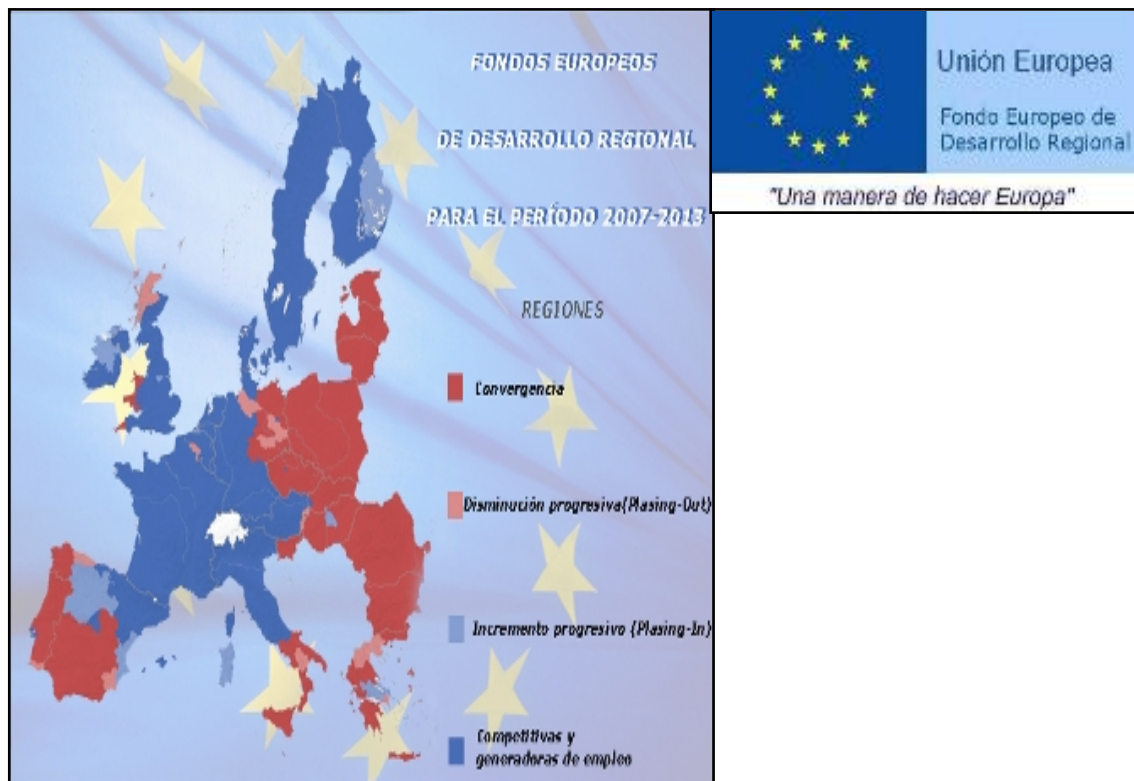 FONDOS EUROPEOS
DE DESARROLLO REGIONAL
PARA EL PERÍODO 2007-2013
REGIONES
Convergencia
Disminución progresiva(Plasing-Out)
Incremento progresivo (Plasing-In)
Competitivas y
generadoras de empleo
Unión Europea
Fondo Europeo de
Desarrollo Regional
"Una manera de hacer Europa"